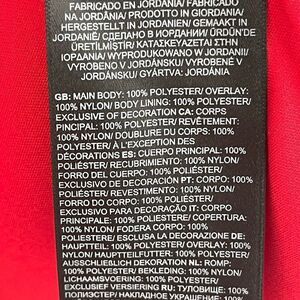 FABRICADO EN JORDANIA/ FABRICADO
NA JORDÂNIA/ PRODOTTO IN GIORDANIA/
HERGESTELLT IN JORDANIEN/ GEMAAKT IN
JORDANIË/ СДЕЛАНО В ИОРДАНИИ/ ÜRDÜN'DE
ÜRETİLMİŞTİR/ ΚΑΤΑΣΚΕΥΑΖΕΤΑΙ ΣΤΗΝ
ΙΟΡΔΑΝΙΑ/ WYPRODUKOWANO W JORDANII/
VYROBENO V JORDÁNSKU/ VYROBENÉ V
JORDÁNSKU/ GYÁRTVA: JORDÁNIA
GB: MAIN BODY: 100% POLYESTER/ OVERLAY:
100% NYLON/ BODY LINING: 100% POLYESTER/
EXCLUSIVE OF DECORATION CA: CORPS
PINCIPAL: 100% POLYESTER/ REVÊTEMENT:
100% NYLON/ DOUBLURE DU CORPS: 100%
POLYESTER/ À L'EXCEPTION DES
DÉCORATIONS ES: CUERPO PRINCIPAL: 100%
POLIÉSTER/ RECUBRIMIENTO: 100% NYLON/
FORRO DEL CUERPO: 100% POLIÉSTER/
EXCLUSIVO DE DECORACIÓN PT: CORPO: 100%
POLIÉSTER/ REVESTIMENTO: 100% NYLON/
FORRO DO CORPO: 100% POLIÉSTER/
EXCLUSIVO DE DECORAÇÃO IT: CORPO
PRINCIPALE: 100% POLIESTERE/ COPERTURA:
100% NYLON/ FODERA CORPO: 100%
POLIESTERE/ ESCLUSA LA DECORAZIONE DE:
HAUPTTEIL: 100% POLYESTER/ OVERLAY: 100%
NYLON/ HAUPTTEILFUTTER: 100% POLYESTER/
AUSSCHLIEßLICH DEKORATION NL: ROMP:
100% POLYESTER/ BEKLEDING: 100% NYLON/
LICHAAMSVOERING: 100% POLYESTER/
EXCLUSIEF VERSIERING RU: ТУЛОВИЩЕ: 100%
ПОЛИЭСТЕР/ НАКЛАДНОЕ УКРАШЕНИЕ: 100%